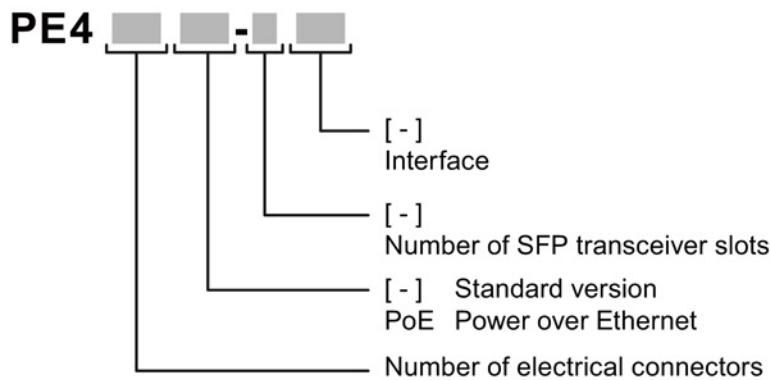 PE4 -
[ - ]
Interface
[ - ]
Number of SFP transceiver slots
[ - ] Standard version
PoE Power over Ethernet
Number of electrical connectors